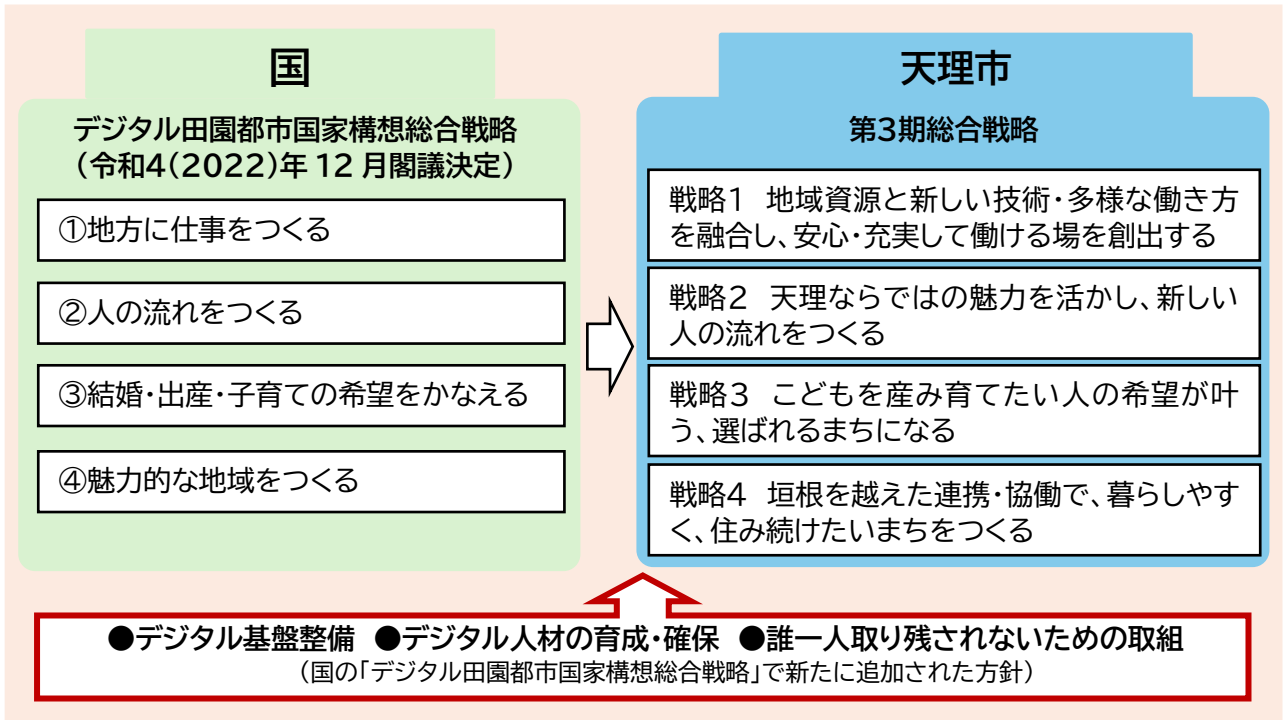 国
デジタル田園都市国家構想総合戦略
（令和4（2022）年 12 月閣議決定）
①地方に仕事をつくる
②人の流れをつくる
③結婚・出産・子育ての希望をかなえる
④魅力的な地域をつくる
天理市
第3期総合戦略
戦略1　地域資源と新しい技術・多様な働き方
を融合し、安心・充実して働ける場を創出する
戦略2　天理ならではの魅力を活かし、新しい
人の流れをつくる
戦略3　こどもを産み育てたい人の希望が叶
う、選ばれるまちになる
戦略4　垣根を越えた連携・協働で、暮らしやす
く、住み続けたいまちをつくる
●デジタル基盤整備　●デジタル人材の育成・確保　●誰一人取り残されないための取組
（国の「デジタル田園都市国家構想総合戦略」で新たに追加された方針）